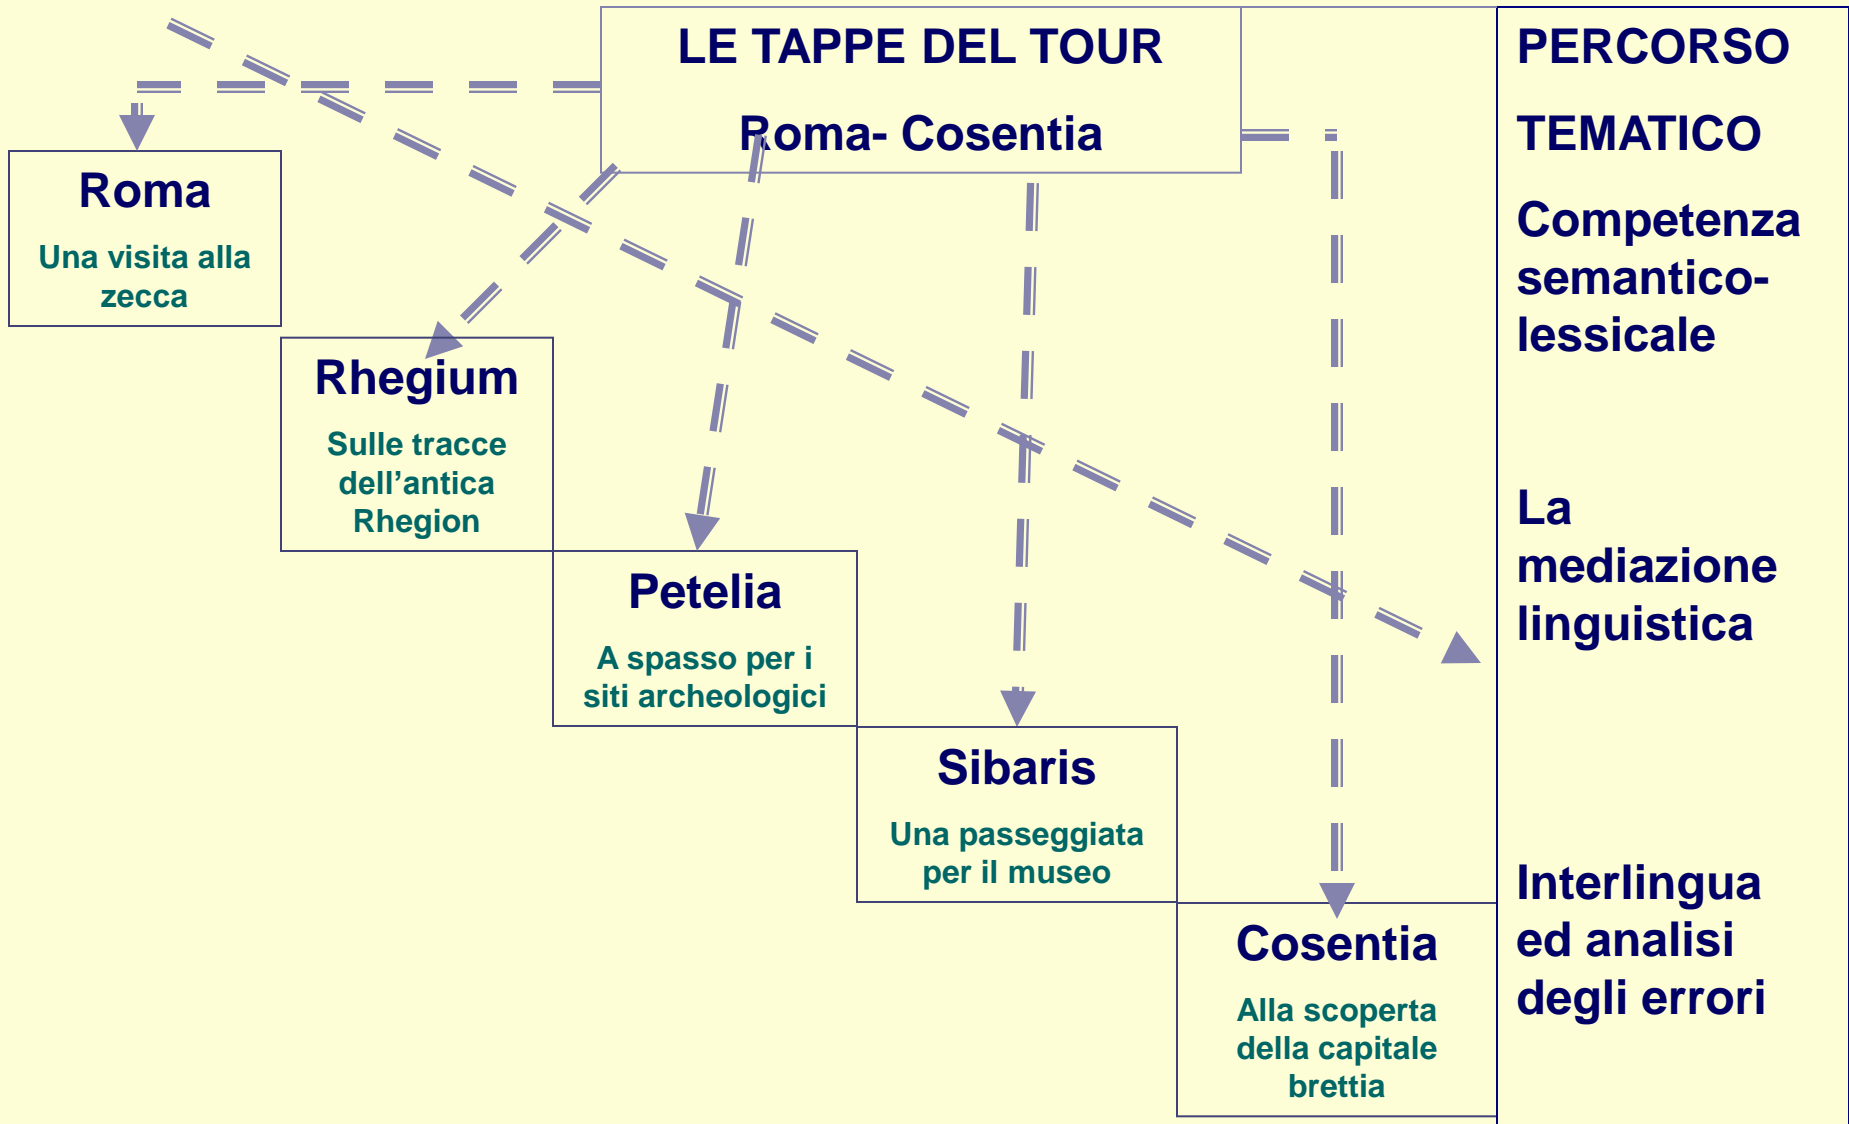 LE TAPPE DEL TOUR
Roma- Cosentia
Roma
Una visita alla
zecca
Rhegium
Sulle tracce
dell’antica
Rhegion
Petelia
A spasso per i
siti archeologici
Sibaris
Una passeggiata
per il museo
Cosentia
Alla scoperta
della capitale
brettia
PERCORSO
TEMATICO
Competenza
semantico-
lessicale
La
mediazione
linguistica
Interlingua
ed analisi
degli errori